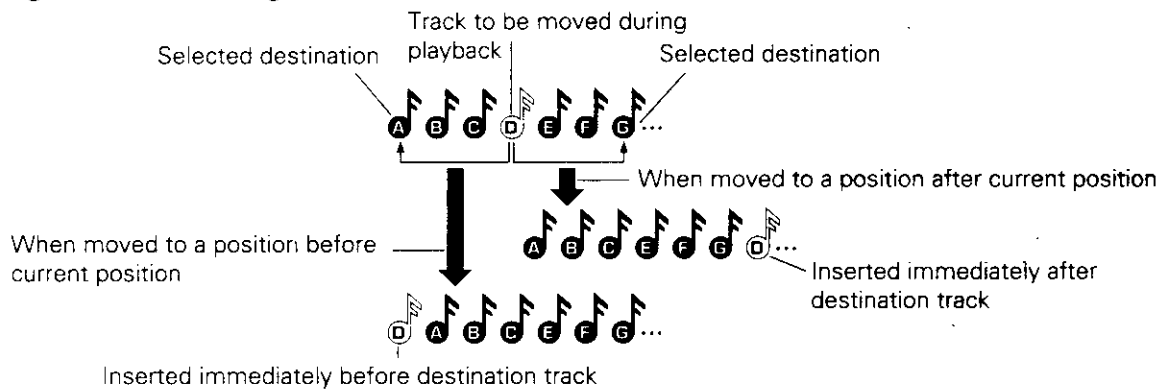 Track to be moved during
playback
Selected destination
Selected destination
A B C D E F G ...
When moved to a position after current position
A B C E F G D ...
When moved to a position before
current position
Inserted immediately after
destination track
D A B C E F G ...
Inserted immediately before destination track